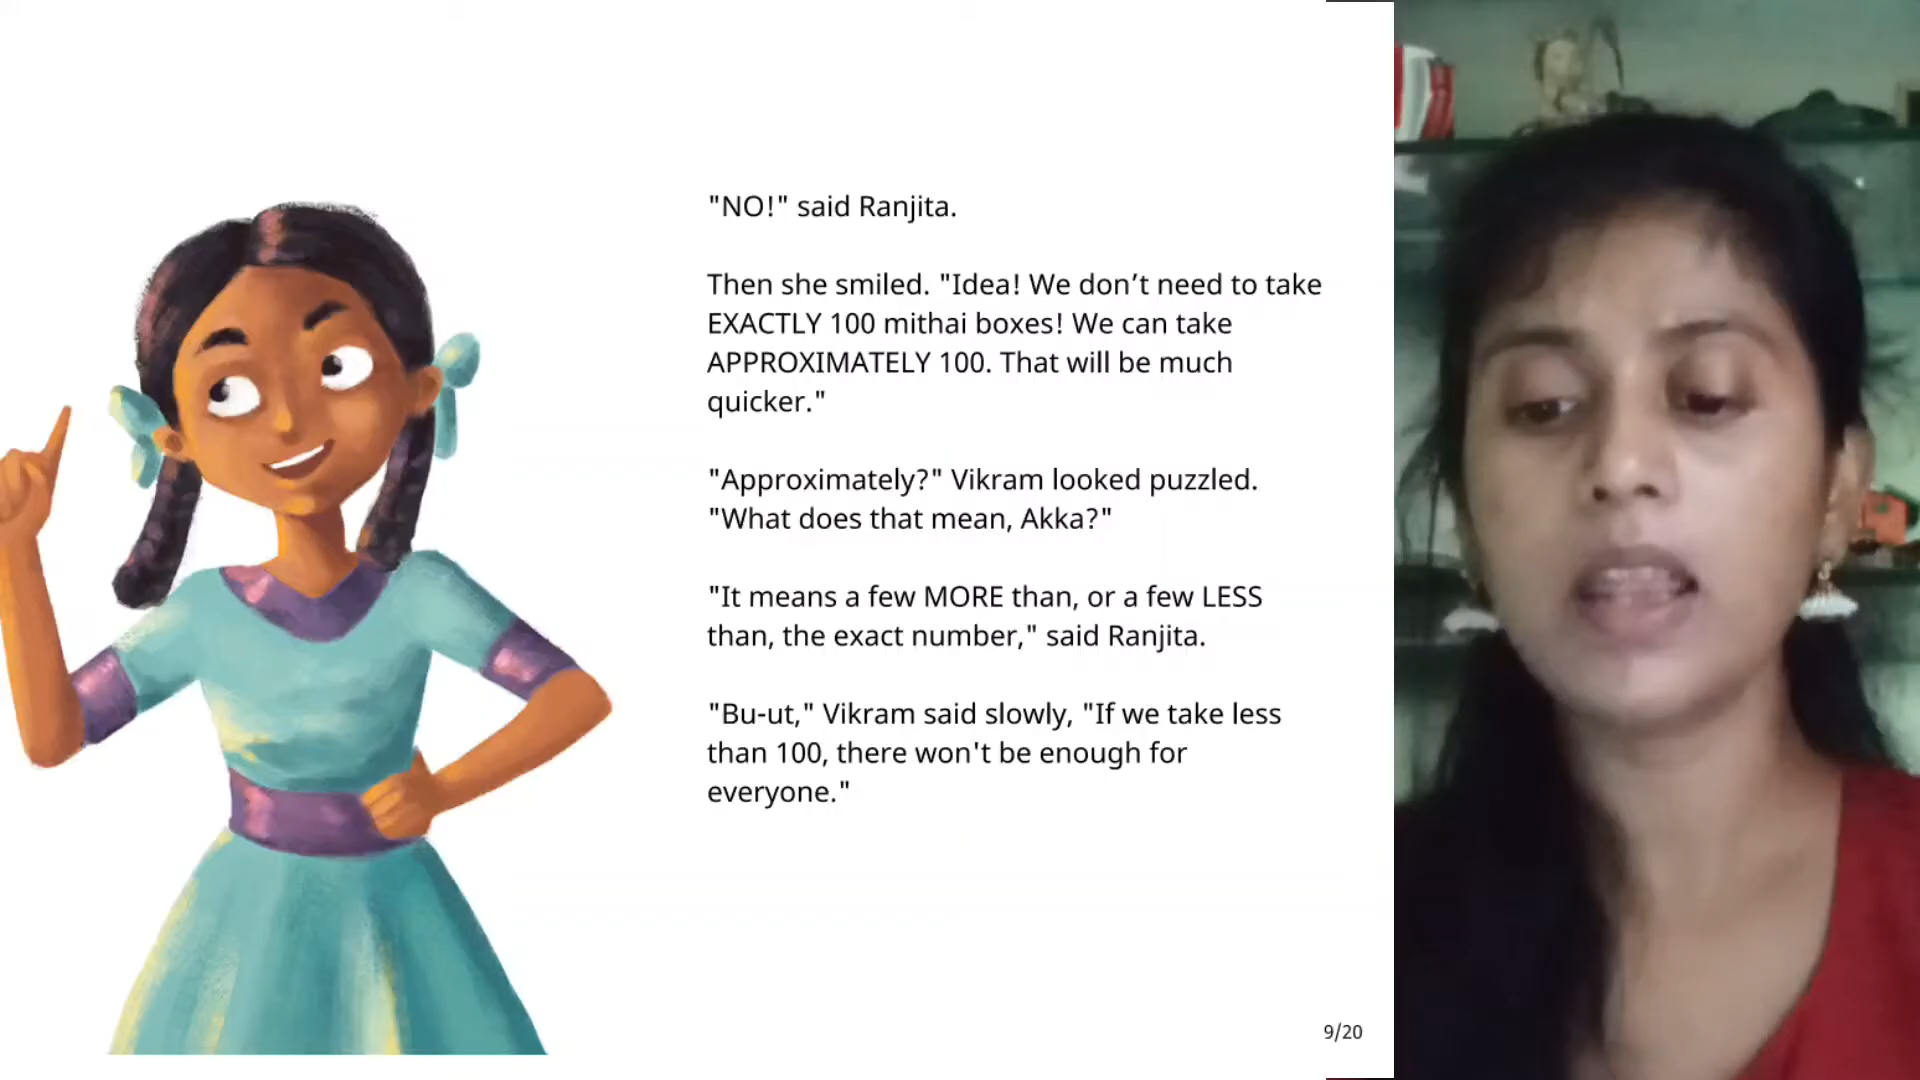 "NO!" said Ranjita.
Then she smiled. "Idea! We don’t need to take
EXACTLY 100 mithai boxes! We can take
APPROXIMATELY 100. That will be much
quicker."
"Approximately?" Vikram looked puzzled.
"What does that mean, Akka?"
"It means a few MORE than, or a few LESS
than, the exact number," said Ranjita.
"Bu-ut," Vikram said slowly, "If we take less
than 100, there won't be enough for
everyone."
9/20